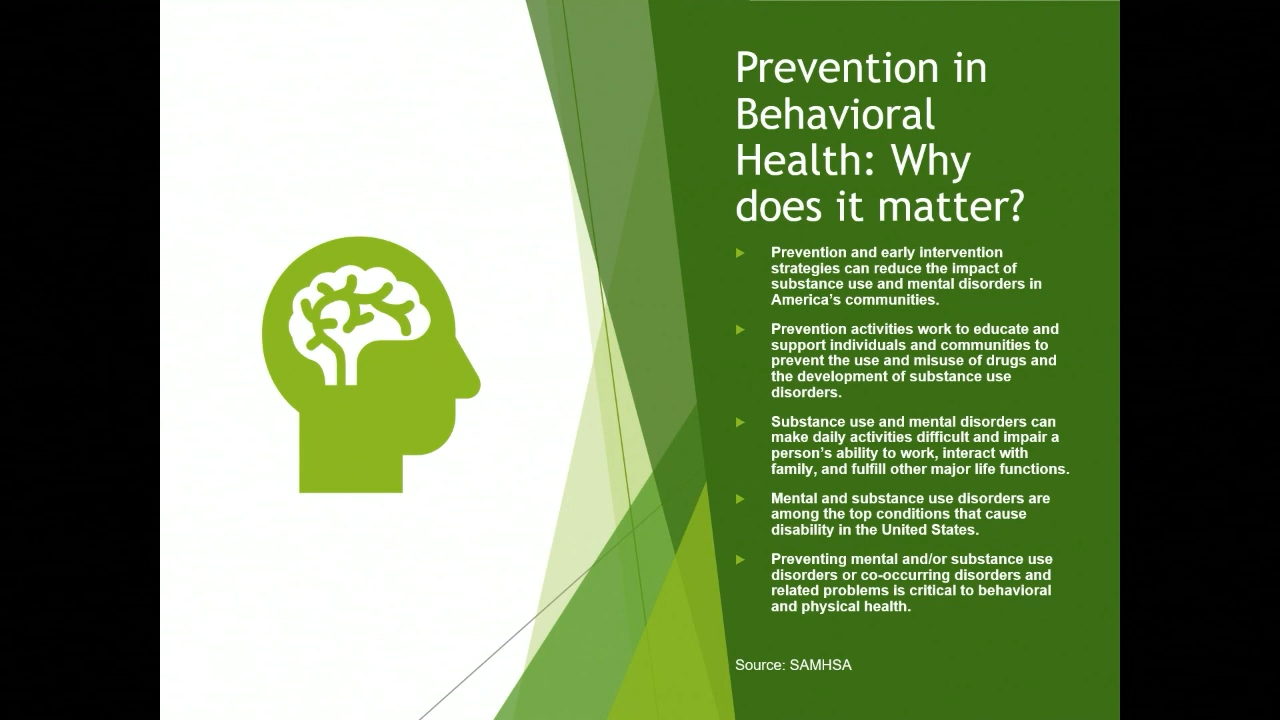 Prevention in
Behavioral
Health: Why
does it matter?
Prevention and early intervention
strategies can reduce the impact of
substance use and mental disorders in
America’s communities.
Prevention activities work to educate and
support individuals and communities to
prevent the use and misuse of drugs and
the development of substance use
disorders.
Substance use and mental disorders can
make daily activities difficult and impair a
person’s ability to work, interact with
family, and fulfill other major life functions.
Mental and substance use disorders are
among the top conditions that cause
disability in the United States.
Preventing mental and/or substance use
disorders or co-occurring disorders and
related problems is critical to behavioral
and physical health.
Source: SAMHSA